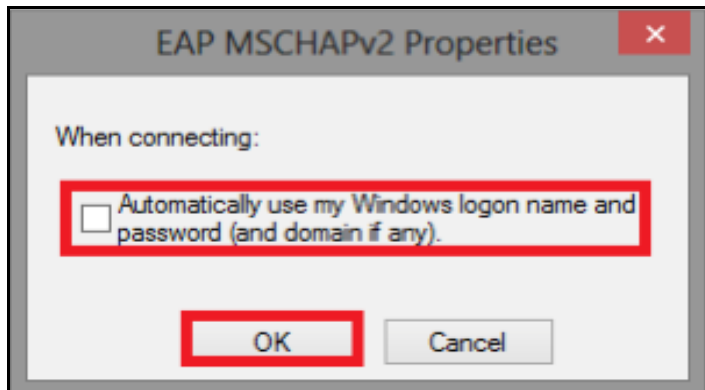 EAP MSCHAPv2 Properties
When connecting:
Automatically use my Windows logon name and
password (and domain if any).
OK
Cancel